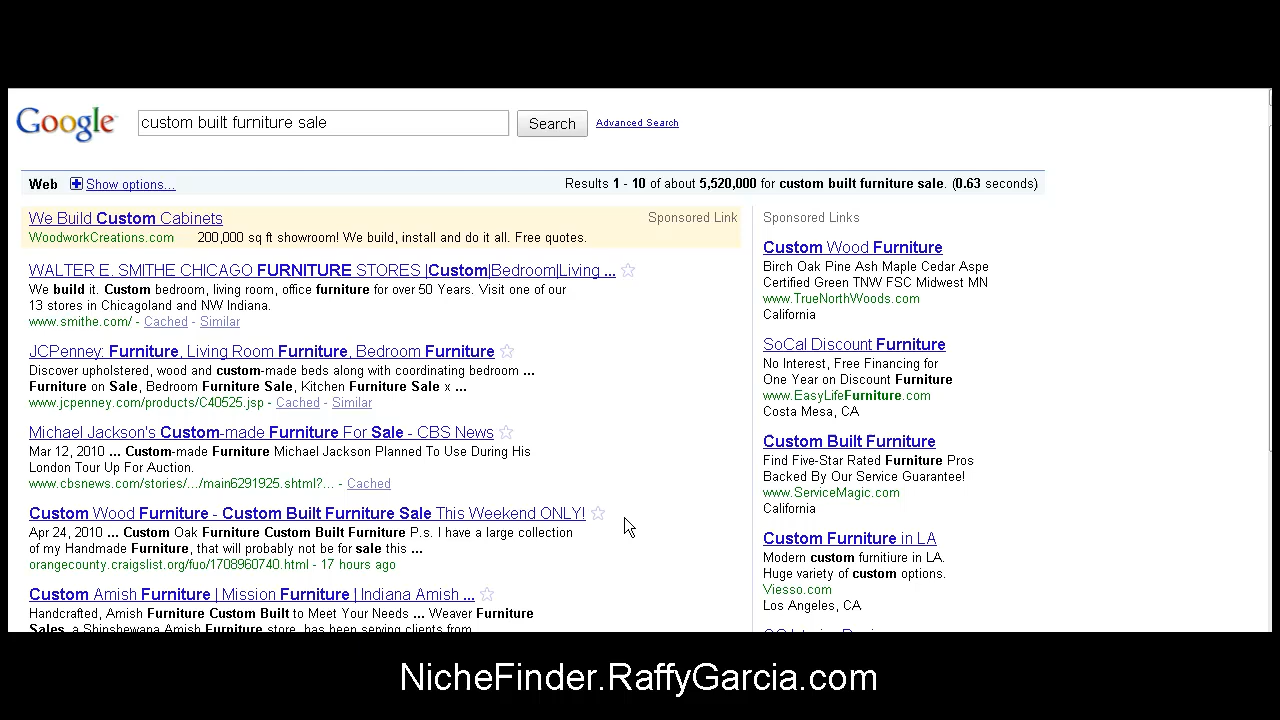 Google
custom built furniture sale
Search
Advanced Search
Web
Show options...
Results 1 - 10 of about 5,520,000 for custom built furniture sale. (0.63 seconds)
We Build Custom Cabinets
Sponsored Link
WoodworkCreations.com 200,000 sq ft showroom! We build, install and do it all. Free quotes.
WALTER E. SMITHE CHICAGO FURNITURE STORES |Custom|Bedroom|Living ...
We build it. Custom bedroom, living room, office furniture for over 50 Years. Visit one of our
13 stores in Chicagoland and NW Indiana.
www.smithe.com/ - Cached - Similar
JCPenney: Furniture, Living Room Furniture, Bedroom Furniture
Discover upholstered, wood and custom-made beds along with coordinating bedroom ...
Furniture on Sale, Bedroom Furniture Sale, Kitchen Furniture Sale x ...
www.jcpenney.com/products/C40525.jsp - Cached - Similar
Michael Jackson's Custom-made Furniture For Sale - CBS News
Mar 12, 2010 ... Custom-made Furniture Michael Jackson Planned To Use During His
London Tour Up For Auction.
www.cbsnews.com/stories/.../main6291925.shtml?... - Cached
Custom Wood Furniture - Custom Built Furniture Sale This Weekend ONLY!
Apr 24, 2010 ... Custom Oak Furniture Custom Built Furniture P.s. I have a large collection
of my Handmade Furniture, that will probably not be for sale this ...
orangecounty.craigslist.org/fuo/1708960740.html - 17 hours ago
Custom Amish Furniture | Mission Furniture | Indiana Amish ...
Handcrafted, Amish Furniture Custom Built to Meet Your Needs ... Weaver Furniture
Sales, a Shipshewana Amish Furniture store, has been serving clients from
Sponsored Links
Custom Wood Furniture
Birch Oak Pine Ash Maple Cedar Aspe
Certified Green TNW FSC Midwest MN
www.TrueNorthWoods.com
California
SoCal Discount Furniture
No Interest, Free Financing for
One Year on Discount Furniture
www.EasyLifeFurniture.com
Costa Mesa, CA
Custom Built Furniture
Find Five-Star Rated Furniture Pros
Backed By Our Service Guarantee!
www.ServiceMagic.com
California
Custom Furniture in LA
Modern custom furnitiure in LA.
Huge variety of custom options.
Viesso.com
Los Angeles, CA
NicheFinder.RaffyGarcia.com